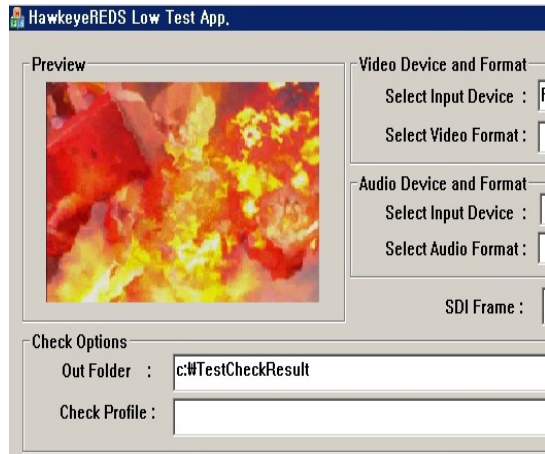 HawkeyeREDS Low Test App,
Preview
Video Device and Format
Select Input Device :
Select Video Format :
Audio Device and Format
Select Input Device :
Select Audio Format :
SDI Frame :
Check Options
Out Folder :
c:₩TestCheckResult
Check Profile :